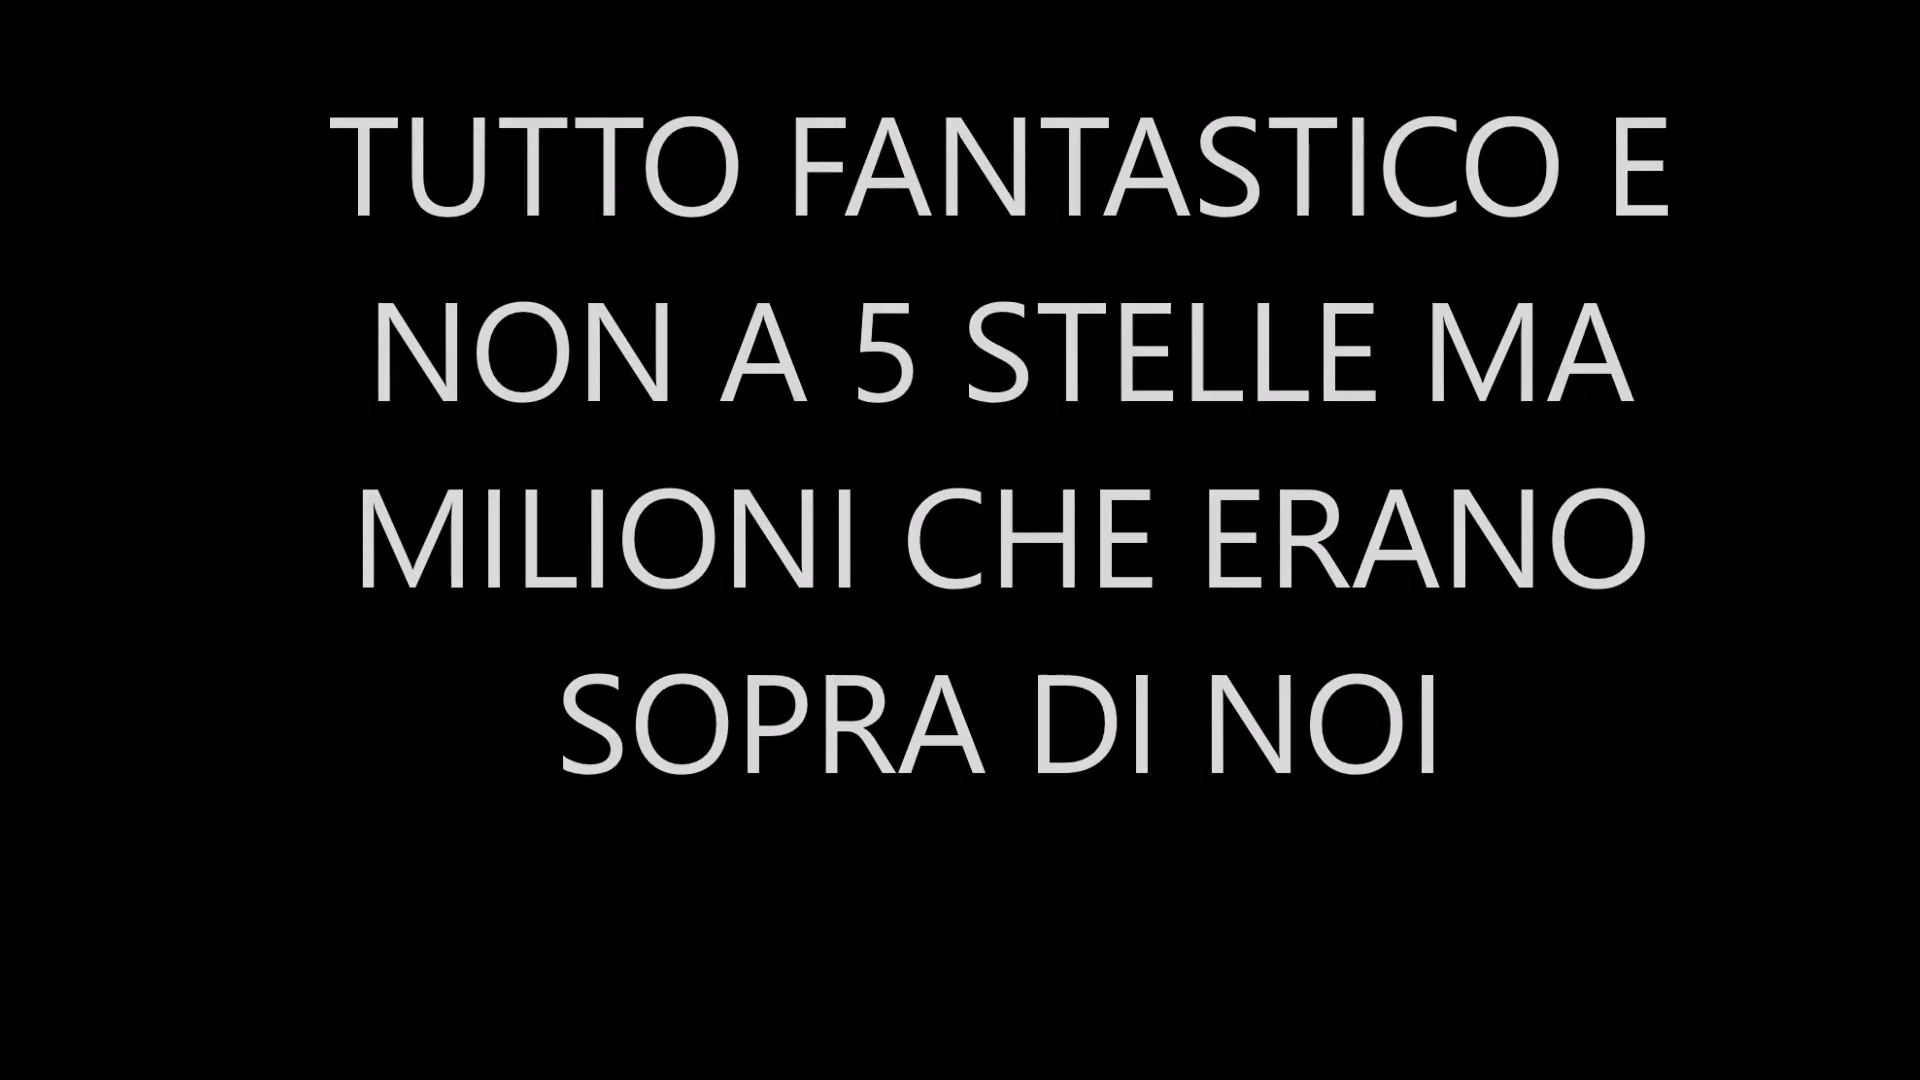 TUTTO FANTASTICO E
NON A 5 STELLE MA
MILIONI CHE ERANO
SOPRA DI NOI